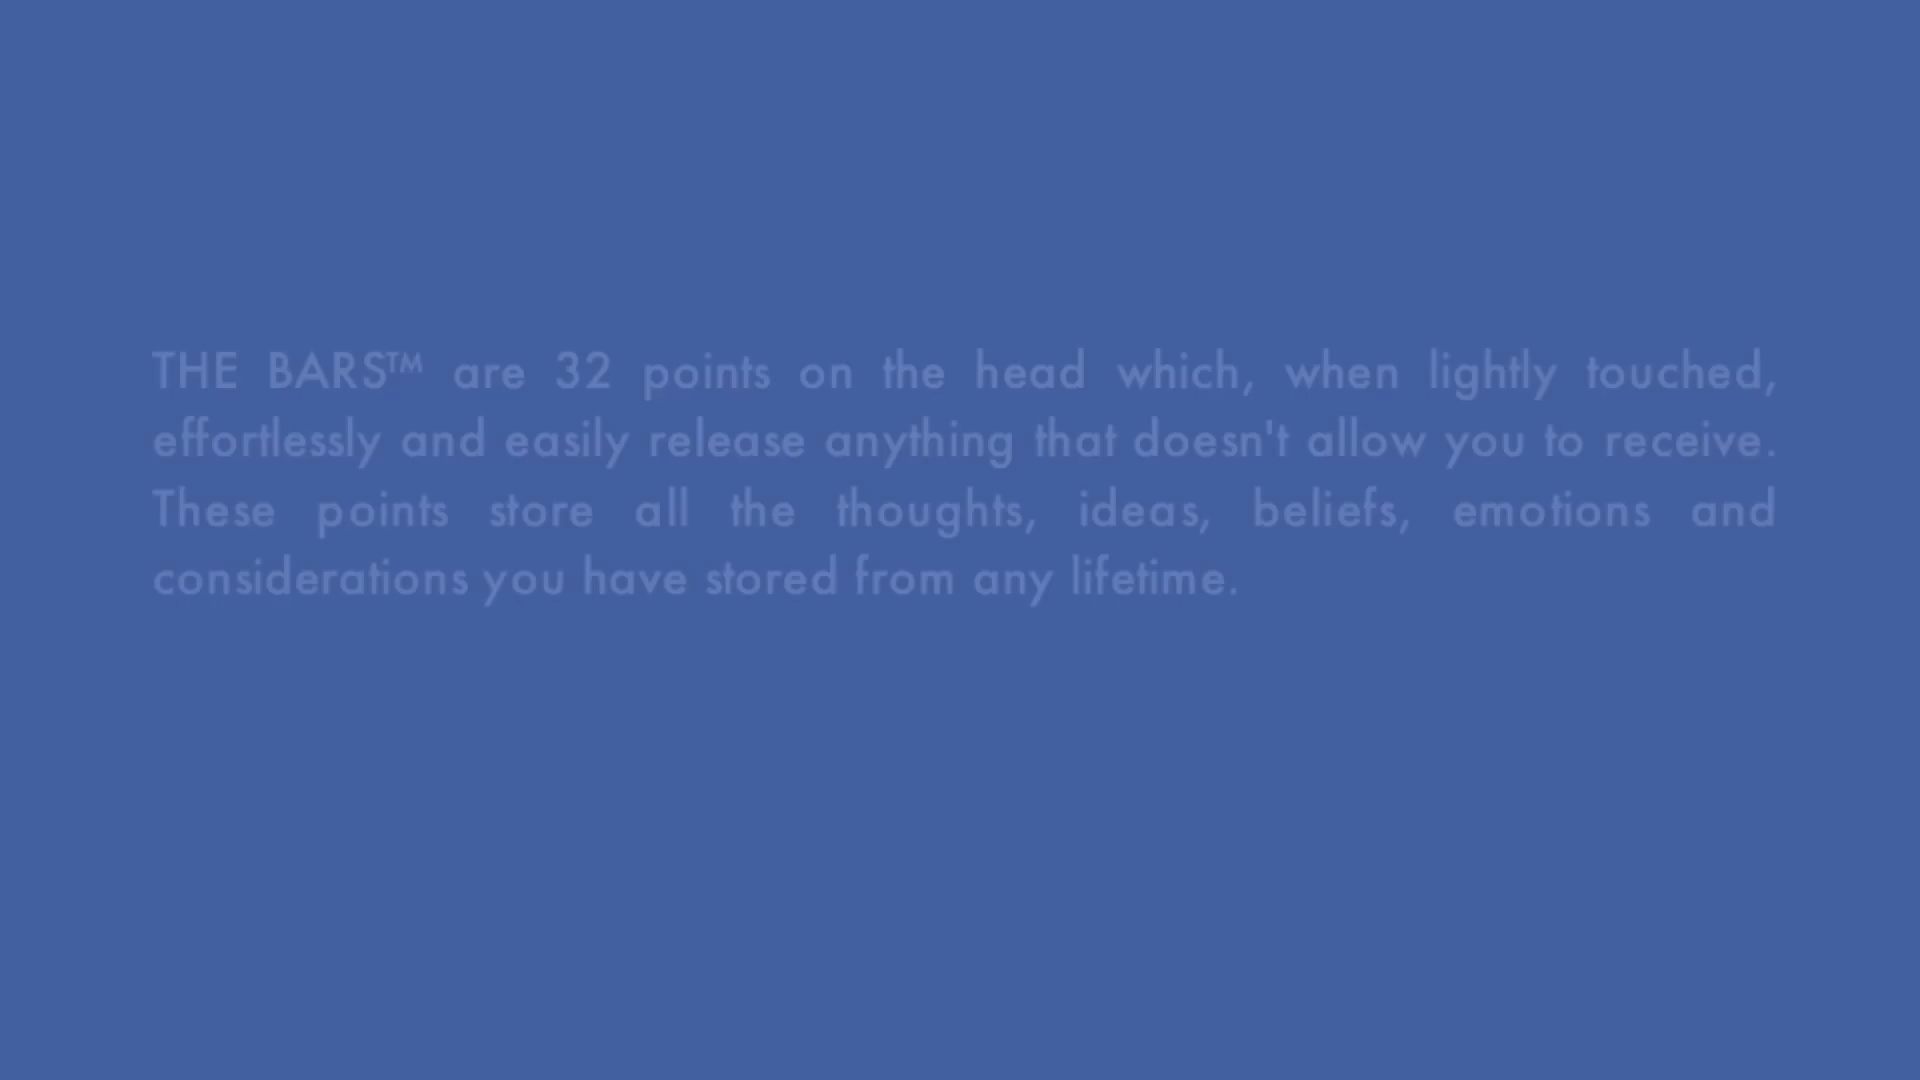 THE BARS™ are 32 points on the head which, when lightly touched,
effortlessly and easily release anything that doesn't allow you to receive.
These points store all the thoughts, ideas, beliefs, emotions and
considerations you have stored from any lifetime.